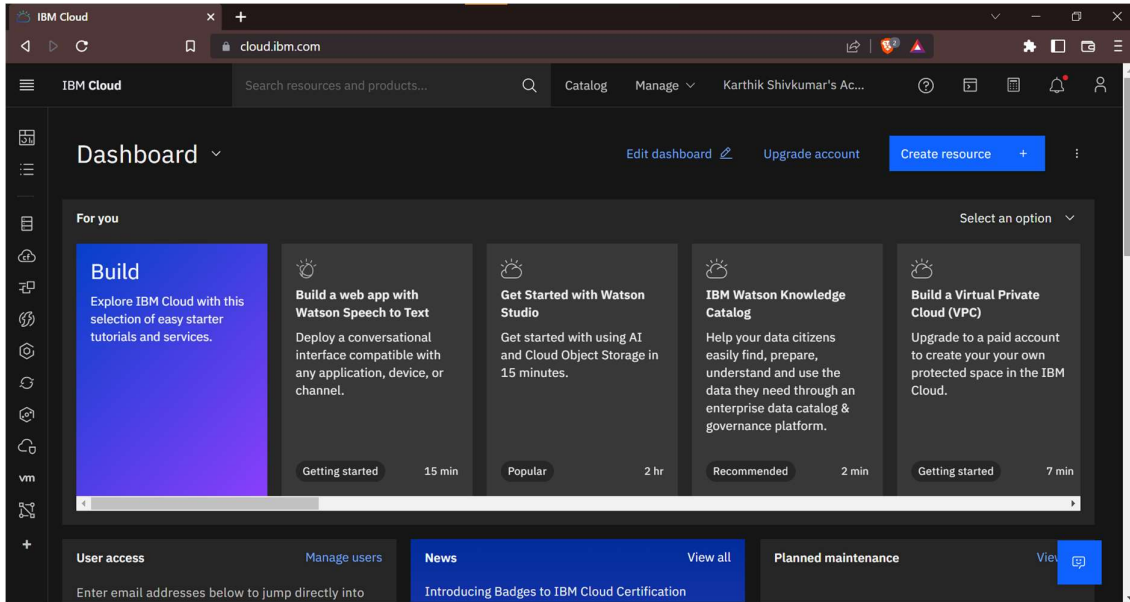 IBM Cloud
cloud.ibm.com
2
IBM Cloud
Search resources and products...
Catalog
Manage
Karthik Shivkumar's Ac...
Dashboard
Edit dashboard
Upgrade account
Create resource +
For you
Select an option
Build
Explore IBM Cloud with this
selection of easy starter
tutorials and services.
Build a web app with
Watson Speech to Text
Deploy a conversational
interface compatible with
any application, device, or
channel.
Getting started
15 min
Get Started with Watson
Studio
Get started with using AI
and Cloud Object Storage in
15 minutes.
Popular
2 hr
IBM Watson Knowledge
Catalog
Help your data citizens
easily find, prepare,
understand and use the
data they need through an
enterprise data catalog &
governance platform.
Recommended
2 min
Build a Virtual Private
Cloud (VPC)
Upgrade to a paid account
to create your your own
protected space in the IBM
Cloud.
Getting started
7 min
vm
User access
Manage users
Enter email addresses below to jump directly into
News
View all
Introducing Badges to IBM Cloud Certification
Planned maintenance